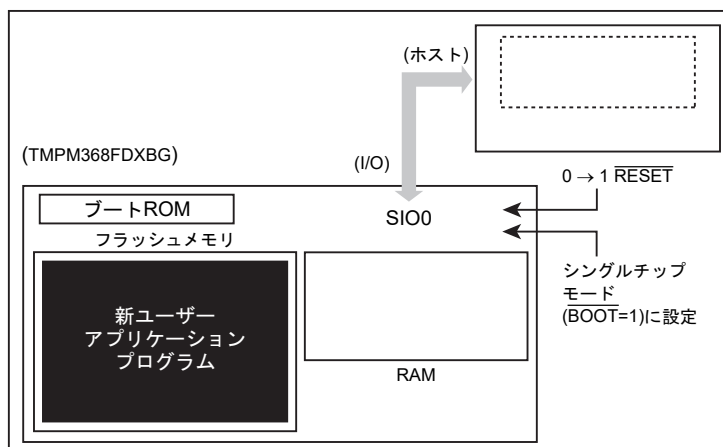 (ホスト)
(TMPM368FDXBG)
(I/O)
0 → 1 RESET
ブートROM
SIO0
フラッシュメモリ
シングルチップ
モード
(BOOT=1)に設定
新ユーザー
アプリケーション
プログラム
RAM